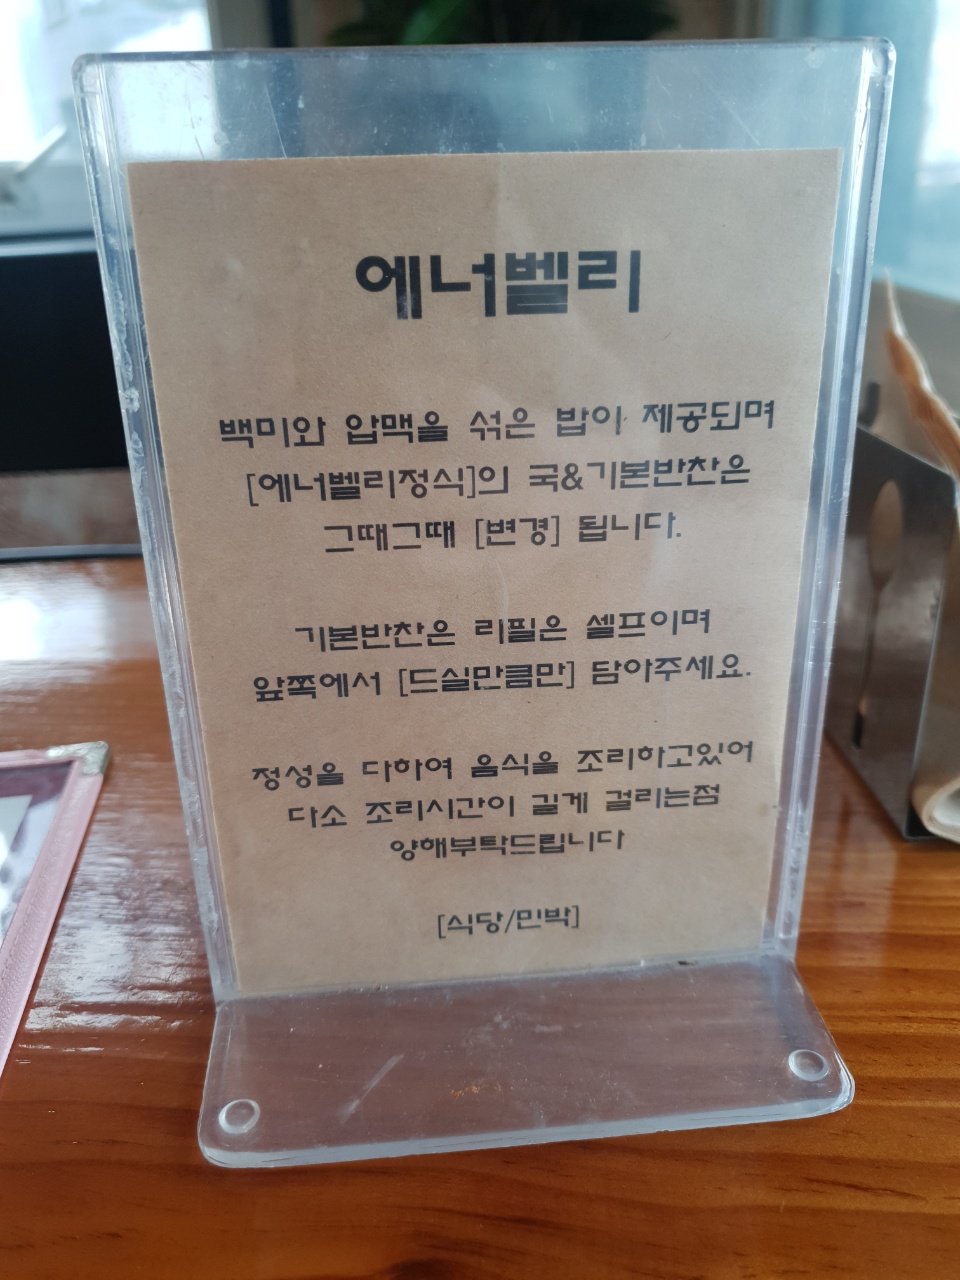 에너벨리
백미와 압맥을 섞은 밥이 제공되며
[에너벨리정식]의 국&기본반찬은
그때그때 [변경] 됩니다.
기본반찬은 리필은 셀프이며
앞쪽에서 [드실만큼만] 담아주세요.
정성을 다하여 음식을 조리하고있어
다소 조리시간이 길게 걸리는점
양해부탁드립니다
[식당/민박]